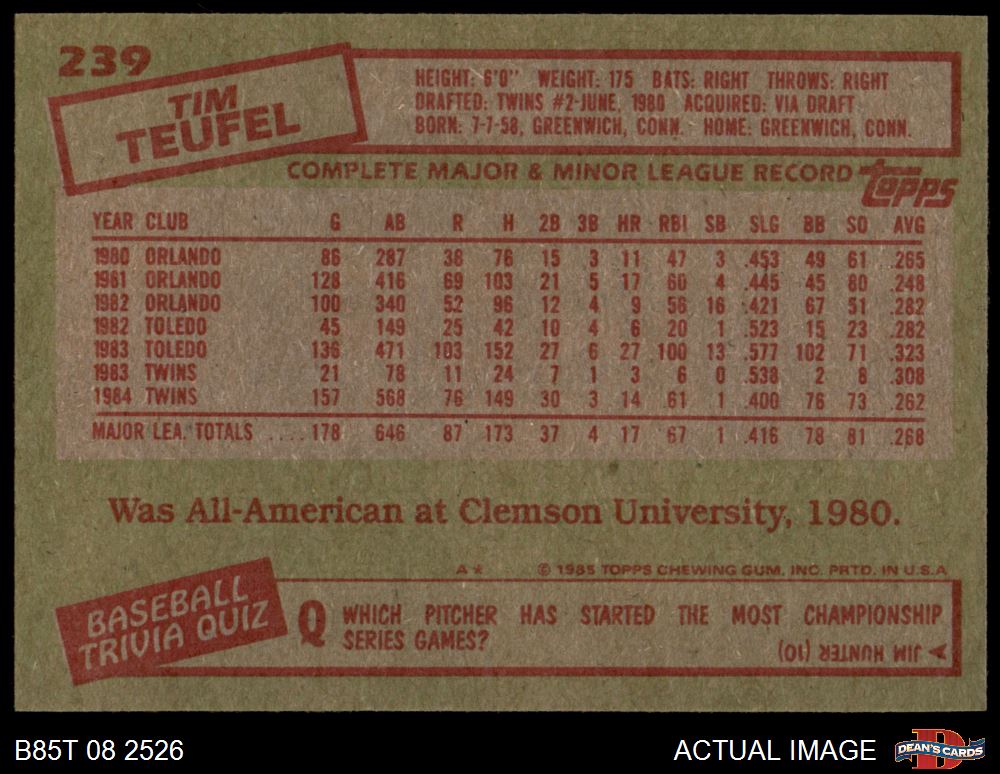 239
TIM
TEUFEL
HEIGHT: 6'0" WEIGHT: 175 BATS: RIGHT THROWS: RIGHT
DRAFTED: TWINS #2-JUNE, 1980 ACQUIRED: VIA DRAFT
BORN: 7-7-58, GREENWICH, CONN. HOME: GREENWICH, CONN.
COMPLETE MAJOR & MINOR LEAGUE RECORD topps
YEAR CLUB G AB R H 2B 3B HR RBI SB SLG BB SO AVG
1980 ORLANDO 86 287 38 76 15 3 11 47 3 .453 49 61 .265
1981 ORLANDO 128 416 69 103 21 5 17 60 4 .445 45 80 .248
1982 ORLANDO 100 340 52 96 12 4 9 56 16 .421 67 51 .282
1982 TOLEDO 45 149 25 42 10 4 6 20 1 .523 15 23 .282
1983 TOLEDO 136 471 103 152 27 6 27 100 13 .577 102 71 .323
1983 TWINS 21 78 11 24 7 1 3 6 0 .538 2 8 .308
1984 TWINS 157 568 76 149 30 3 14 61 1 .400 76 73 .262
MAJOR LEA. TOTALS .... 178 646 87 173 37 4 17 67 1 .416 78 81 .268
Was All-American at Clemson University, 1980.
A* © 1985 TOPPS CHEWING GUM, INC. PRTD. IN U.S.A
BASEBALL
TRIVIA QUIZ
Q WHICH PITCHER HAS STARTED THE MOST CHAMPIONSHIP
SERIES GAMES?
A JIM HUNTER (10)
B85T 08 2526
ACTUAL IMAGE
D
DEAN'S CARDS